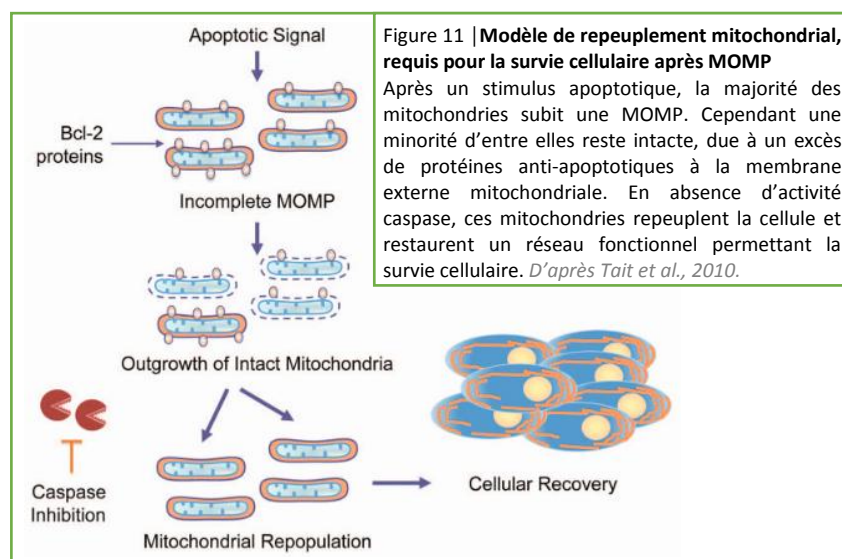 Apoptotic Signal
Bcl-2
proteins
Incomplete MOMP
Outgrowth of Intact Mitochondria
Caspase
Inhibition
Mitochondrial Repopulation
Cellular Recovery
Figure 11 |Modèle de repeuplement mitochondrial,
requis pour la survie cellulaire après MOMP
Après un stimulus apoptotique, la majorité des
mitochondries subit une MOMP. Cependant une
minorité d’entre elles reste intacte, due à un excès
de protéines anti-apoptotiques à la membrane
externe mitochondriale. En absence d’activité
caspase, ces mitochondries repeuplent la cellule et
restaurent un réseau fonctionnel permettant la
survie cellulaire. D’après Tait et al., 2010.